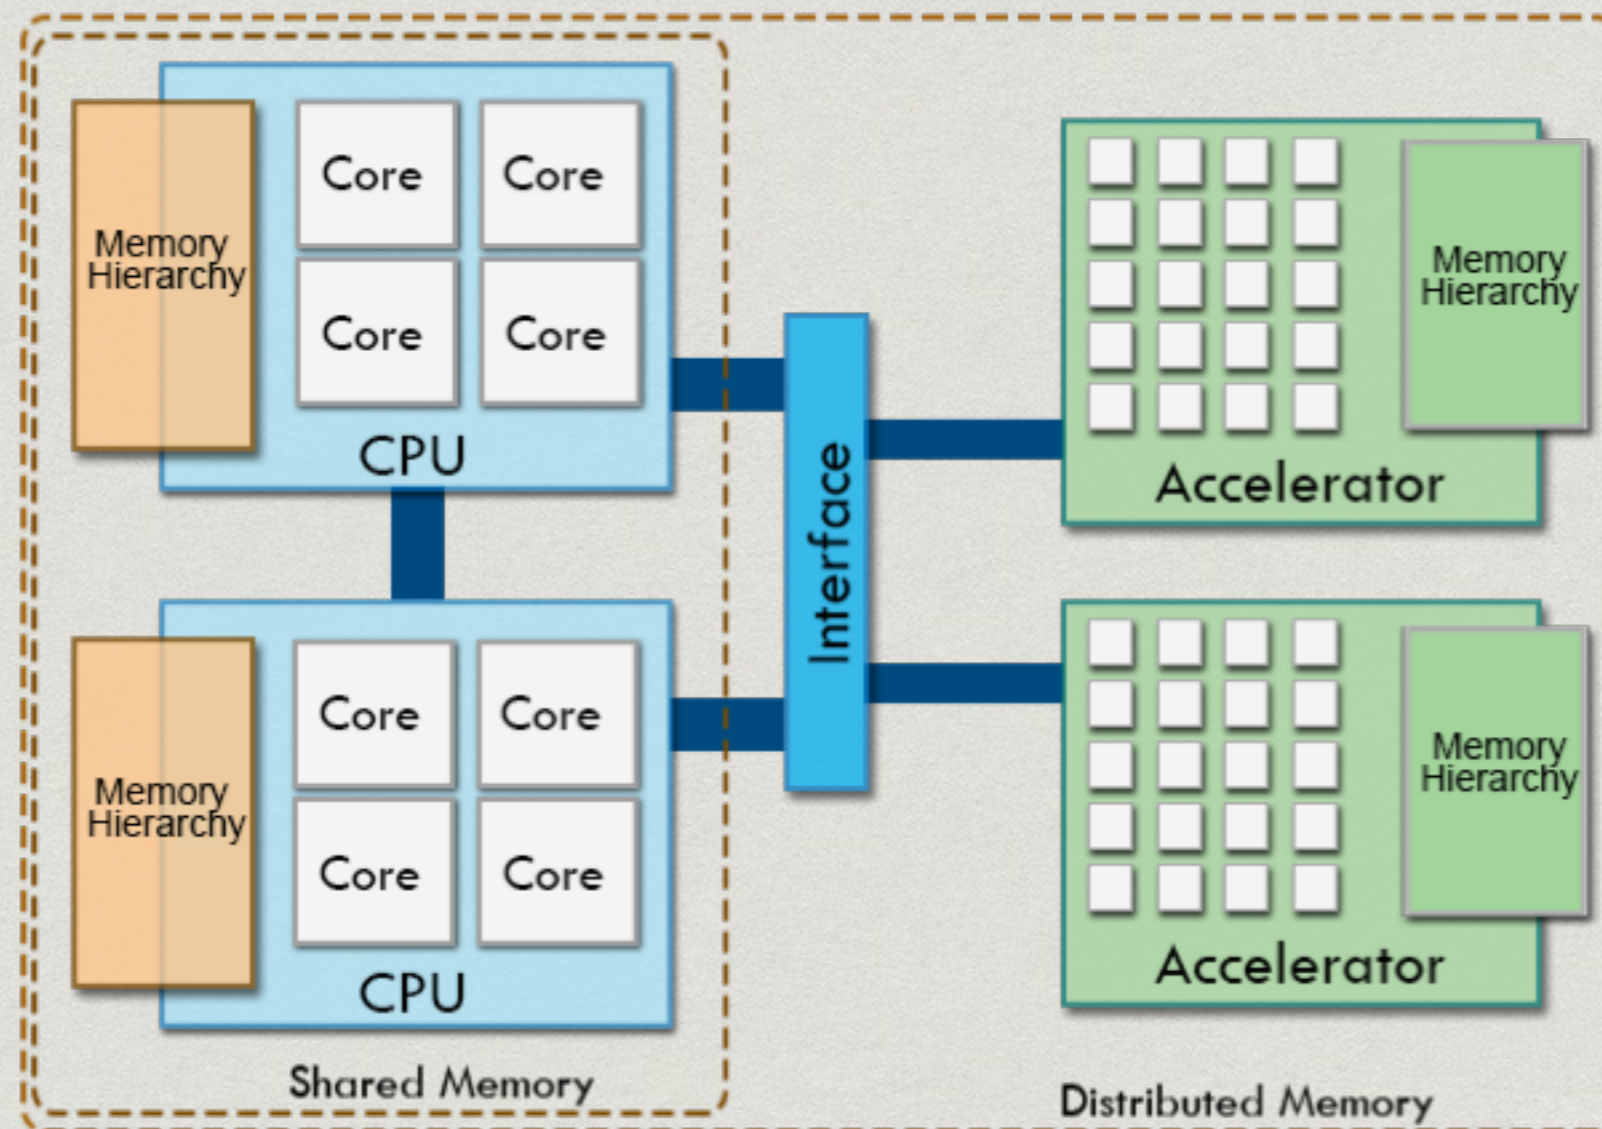 Memory
Hierarchy
Core
Core
Core
Core
CPU
Memory
Hierarchy
Core
Core
Core
Core
CPU
Shared Memory
Interface
Memory
Hierarchy
Accelerator
Memory
Hierarchy
Accelerator
Distributed Memory